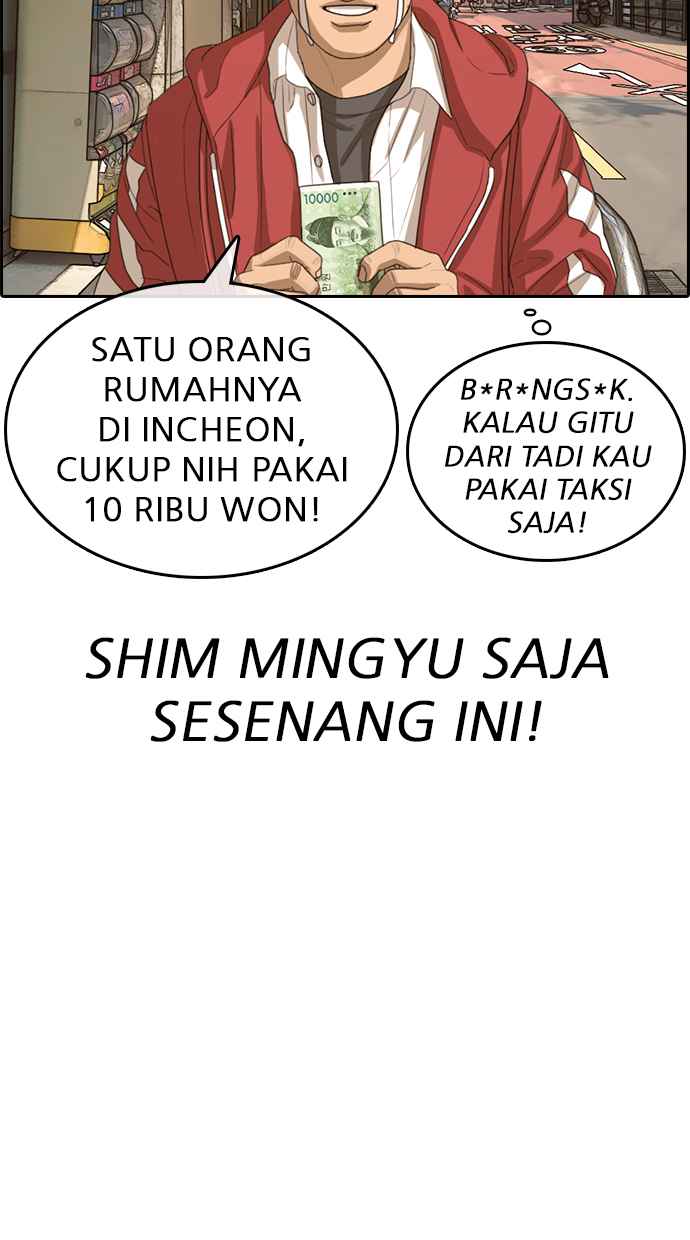 10000
SATU ORANG
RUMAHNYA
DI INCHEON,
CUKUP NIH PAKAI
10 RIBU WON!
B*R*NGS*K.
KALAU GITU
DARI TADI KAU
PAKAI TAKSI
SAJA!
SHIM MINGYU SAJA
SESENANG INI!